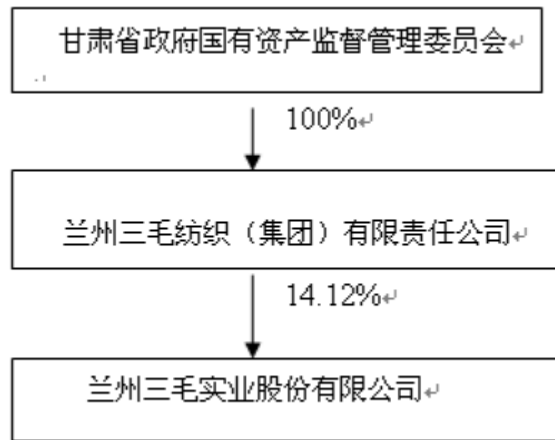 甘肃省政府国有资产监督管理委员会
100%
兰州三毛纺织（集团）有限责任公司
14.12%
兰州三毛实业股份有限公司